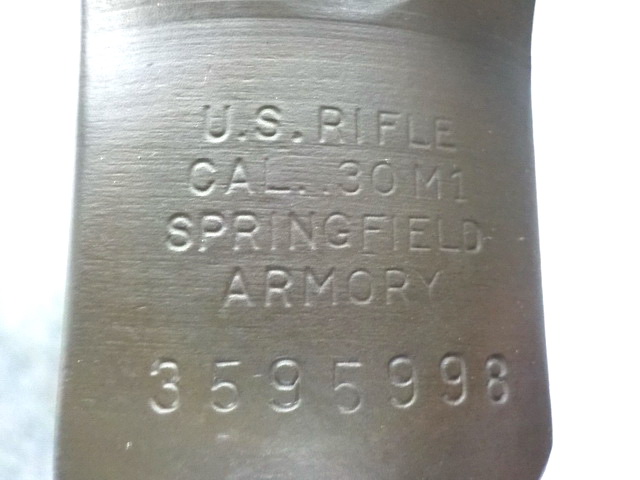 U.S. RIFLE
CAL. .30 M1
SPRINGFIELD
ARMORY
3595998